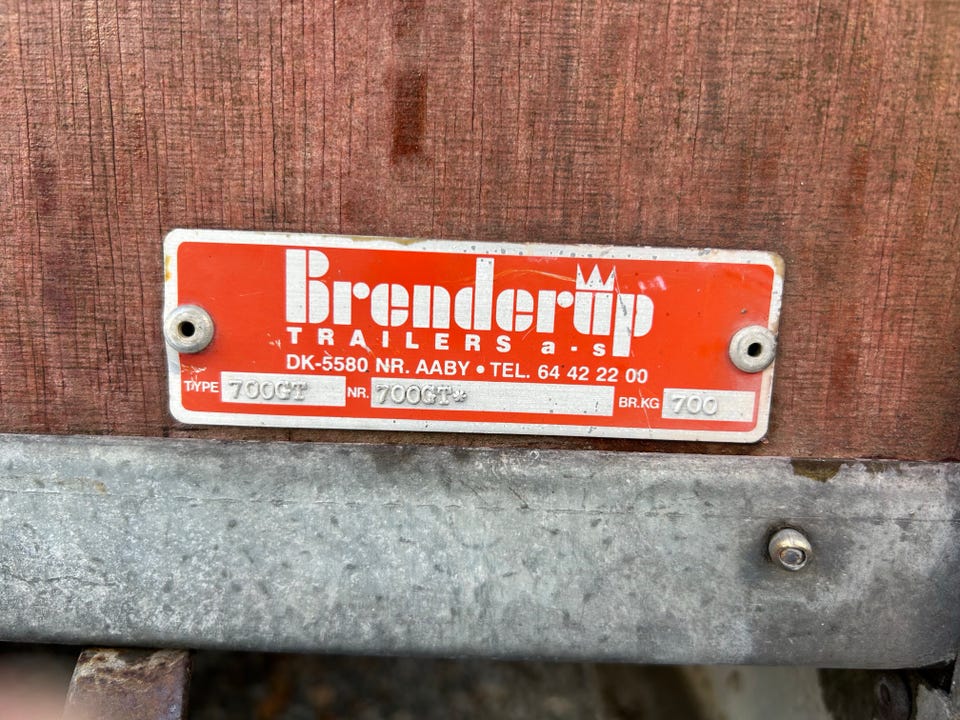 Brenderup
TRAILERS a·s
DK-5580 NR. AABY • TEL. 64 42 22 00
TYPE 700GT NR. 700GT* BR.KG 700